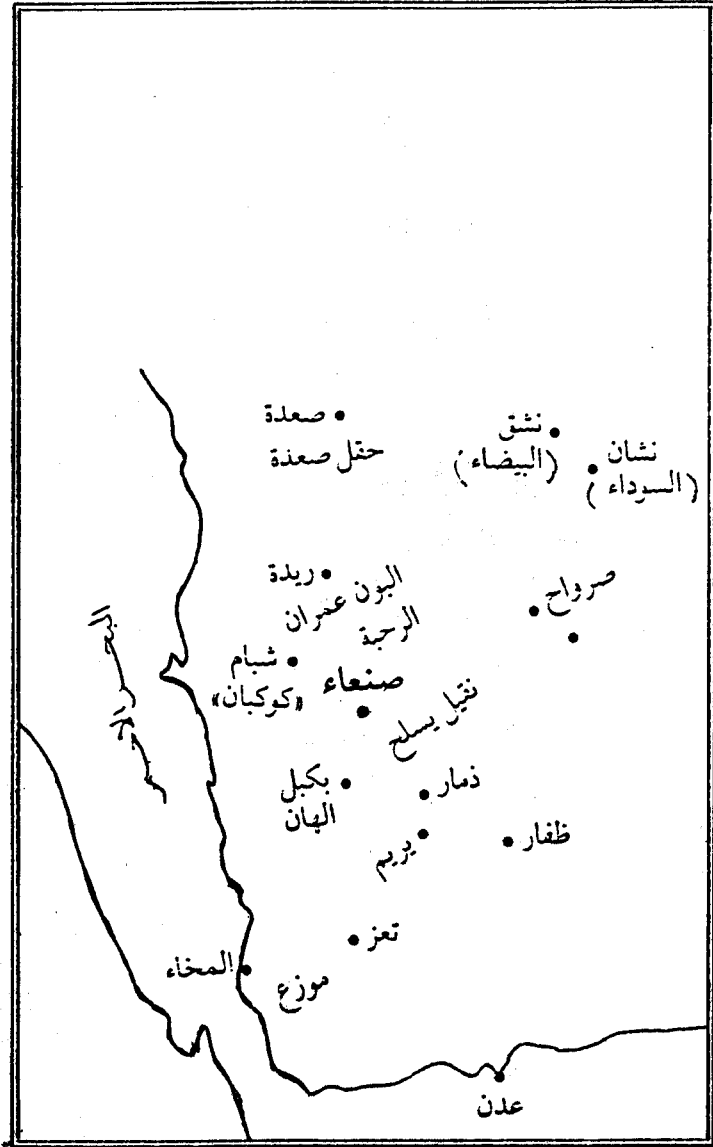 صعدة
حقل صعدة
نشق
(البيضاء)
نشان
(السوداء)
ريدة
البون عمران
الرحبة
صرواح
شبام
«كوكبان»
صنعاء
نقيل يسلح
البحر الاحمر
بكيل
الهان
ذمار
يريم
ظفار
تعز
المخاء
موزع
عدن